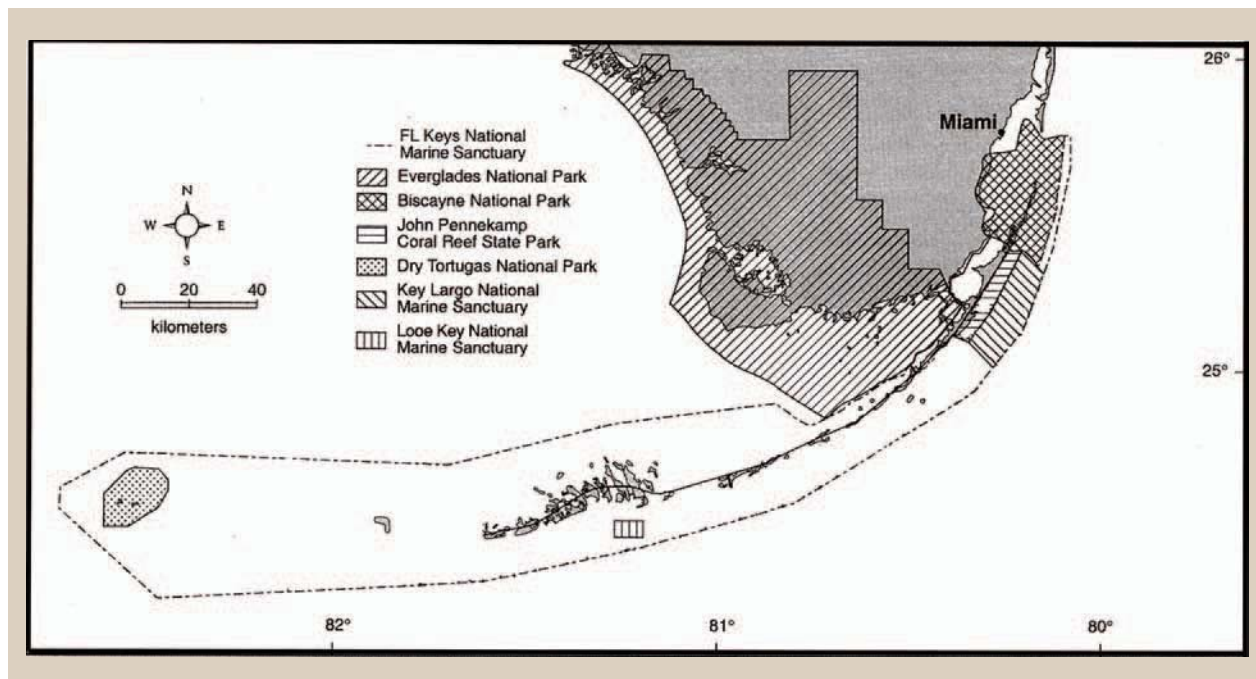 26°
Miami
FL Keys National
Marine Sanctuary
Everglades National Park
Biscayne National Park
John Pennekamp
Coral Reef State Park
Dry Tortugas National Park
Key Largo National
Marine Sanctuary
Looe Key National
Marine Sanctuary
N
W E
S
0 20 40
kilometers
25°
82° 81° 80°